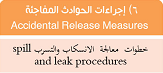 ٦) إجراءات الحوادث المفاجئة
Accidental Release Measures
خطوات معالجة الانسكاب والتسرب spill
and leak procedures